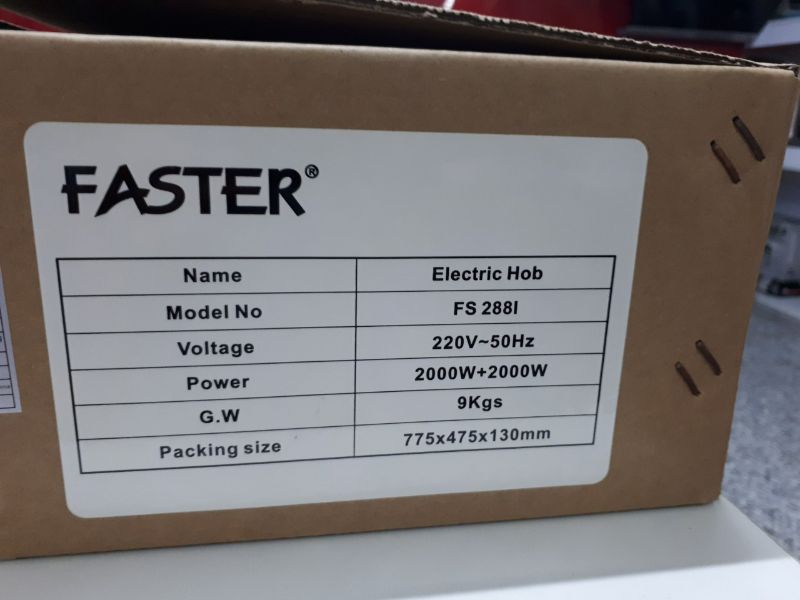 FASTER®
Name Electric Hob
Model No FS 288I
Voltage 220V~50Hz
Power 2000W+2000W
G.W 9Kgs
Packing size 775x475x130mm